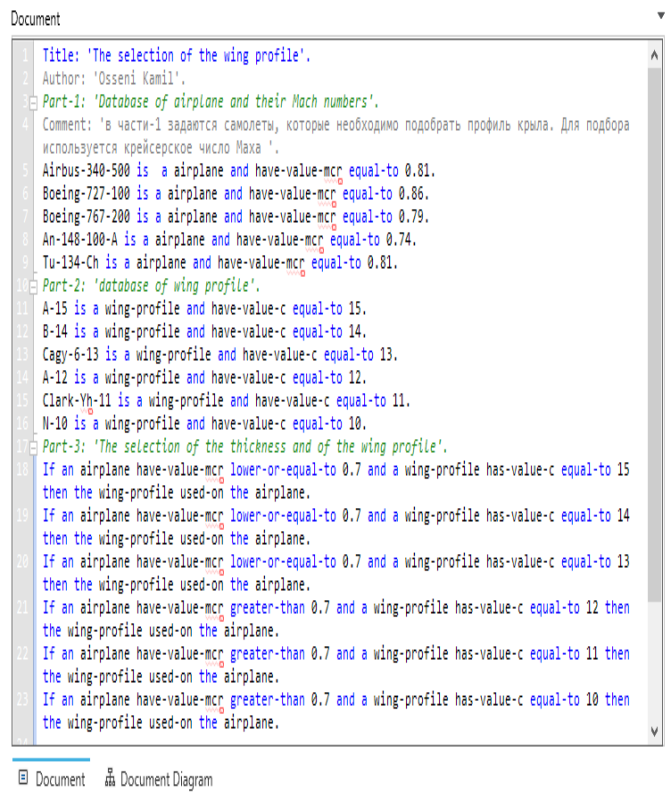 Document
1 Title: 'The selection of the wing profile'.
2 Author: 'Osseni Kamil'.
3 Part-1: 'Database of airplane and their Mach numbers'.
4 Comment: 'в части-1 задаются самолеты, которые необходимо подобрать профиль крыла. Для подбора
используется крейсерское число Маха '.
5 Airbus-340-500 is a airplane and have-value-mcr equal-to 0.81.
6 Boeing-727-100 is a airplane and have-value-mcr equal-to 0.86.
7 Boeing-767-200 is a airplane and have-value-mcr equal-to 0.79.
8 An-148-100-A is a airplane and have-value-mcr equal-to 0.74.
9 Tu-134-Ch is a airplane and have-value-mcr equal-to 0.81.
10 Part-2: 'database of wing profile'.
11 A-15 is a wing-profile and have-value-c equal-to 15.
12 B-14 is a wing-profile and have-value-c equal-to 14.
13 Cagy-6-13 is a wing-profile and have-value-c equal-to 13.
14 A-12 is a wing-profile and have-value-c equal-to 12.
15 Clark-Yh-11 is a wing-profile and have-value-c equal-to 11.
16 N-10 is a wing-profile and have-value-c equal-to 10.
17 Part-3: 'The selection of the thickness and of the wing profile'.
18 If an airplane have-value-mcr lower-or-equal-to 0.7 and a wing-profile has-value-c equal-to 15
then the wing-profile used-on the airplane.
19 If an airplane have-value-mcr lower-or-equal-to 0.7 and a wing-profile has-value-c equal-to 14
then the wing-profile used-on the airplane.
20 If an airplane have-value-mcr lower-or-equal-to 0.7 and a wing-profile has-value-c equal-to 13
then the wing-profile used-on the airplane.
21 If an airplane have-value-mcr greater-than 0.7 and a wing-profile has-value-c equal-to 12 then
the wing-profile used-on the airplane.
22 If an airplane have-value-mcr greater-than 0.7 and a wing-profile has-value-c equal-to 11 then
the wing-profile used-on the airplane.
23 If an airplane have-value-mcr greater-than 0.7 and a wing-profile has-value-c equal-to 10 then
the wing-profile used-on the airplane.
Document Document Diagram